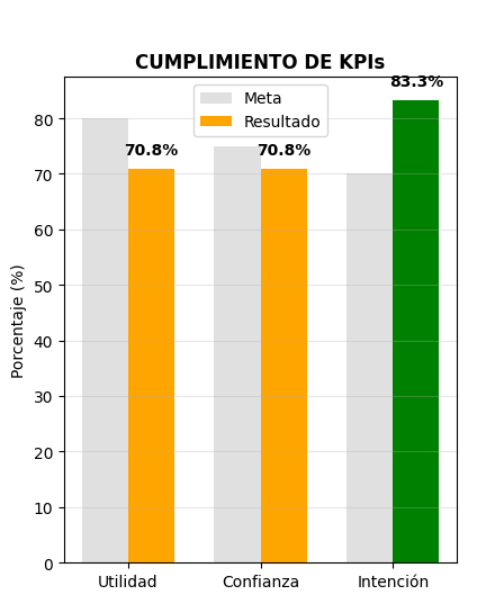 CUMPLIMIENTO DE KPIs
83.3%
Meta
Resultado
70.8%
70.8%
Porcentaje (%)
80
70
60
50
40
30
20
10
0
Utilidad
Confianza
Intención